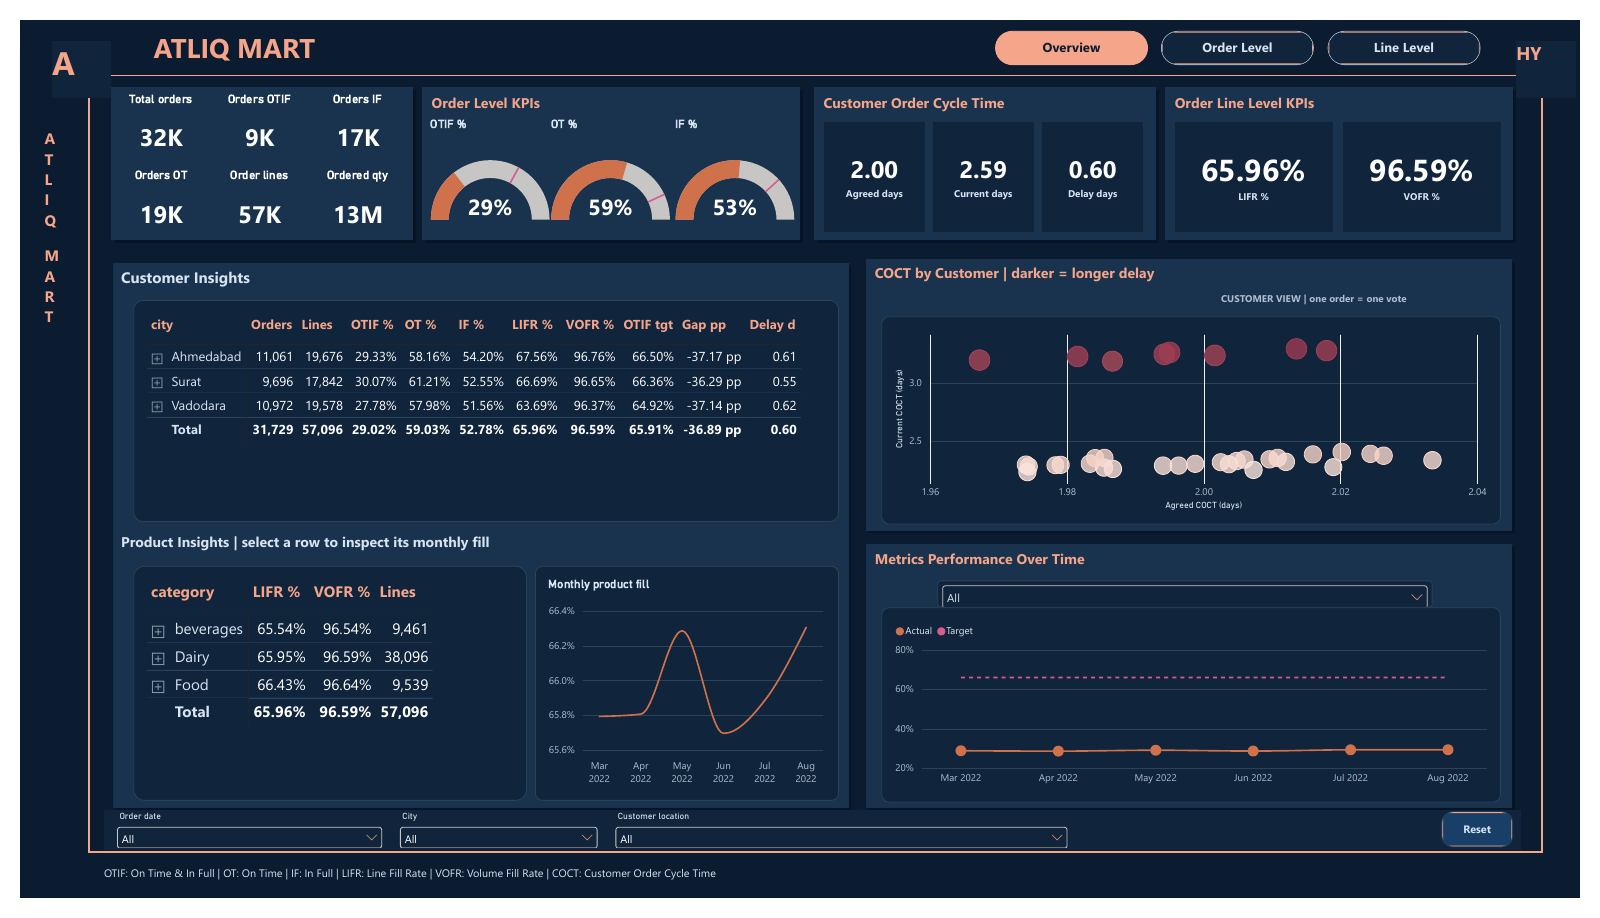 A
ATLIQ MART
Overview
Order Level
Line Level
HY
A
T
L
I
Q
M
A
R
T
Total orders Orders OTIF Orders IF
32K 9K 17K
Orders OT Order lines Ordered qty
19K 57K 13M
Order Level KPIs
OTIF % OT % IF %
29% 59% 53%
Customer Order Cycle Time
2.00 2.59 0.60
Agreed days Current days Delay days
Order Line Level KPIs
65.96% 96.59%
LIFR % VOFR %
Customer Insights
city Orders Lines OTIF % OT % IF % LIFR % VOFR % OTIF tgt Gap pp Delay d
Ahmedabad 11,061 19,676 29.33% 58.16% 54.20% 67.56% 96.76% 66.50% -37.17 pp 0.61
Surat 9,696 17,842 30.07% 61.21% 52.55% 66.69% 96.65% 66.36% -36.29 pp 0.55
Vadodara 10,972 19,578 27.78% 57.98% 51.56% 63.69% 96.37% 64.92% -37.14 pp 0.62
Total 31,729 57,096 29.02% 59.03% 52.78% 65.96% 96.59% 65.91% -36.89 pp 0.60
COCT by Customer | darker = longer delay
CUSTOMER VIEW | one order = one vote
Current COCT (days)
3.0
2.5
1.96 1.98 2.00 2.02 2.04
Agreed COCT (days)
Product Insights | select a row to inspect its monthly fill
category LIFR % VOFR % Lines
beverages 65.54% 96.54% 9,461
Dairy 65.95% 96.59% 38,096
Food 66.43% 96.64% 9,539
Total 65.96% 96.59% 57,096
Monthly product fill
66.4%
66.2%
66.0%
65.8%
65.6%
Mar Apr May Jun Jul Aug
2022 2022 2022 2022 2022 2022
Metrics Performance Over Time
All
Actual Target
80%
60%
40%
20%
Mar 2022 Apr 2022 May 2022 Jun 2022 Jul 2022 Aug 2022
Order date City Customer location
All All All
Reset
OTIF: On Time & In Full | OT: On Time | IF: In Full | LIFR: Line Fill Rate | VOFR: Volume Fill Rate | COCT: Customer Order Cycle Time